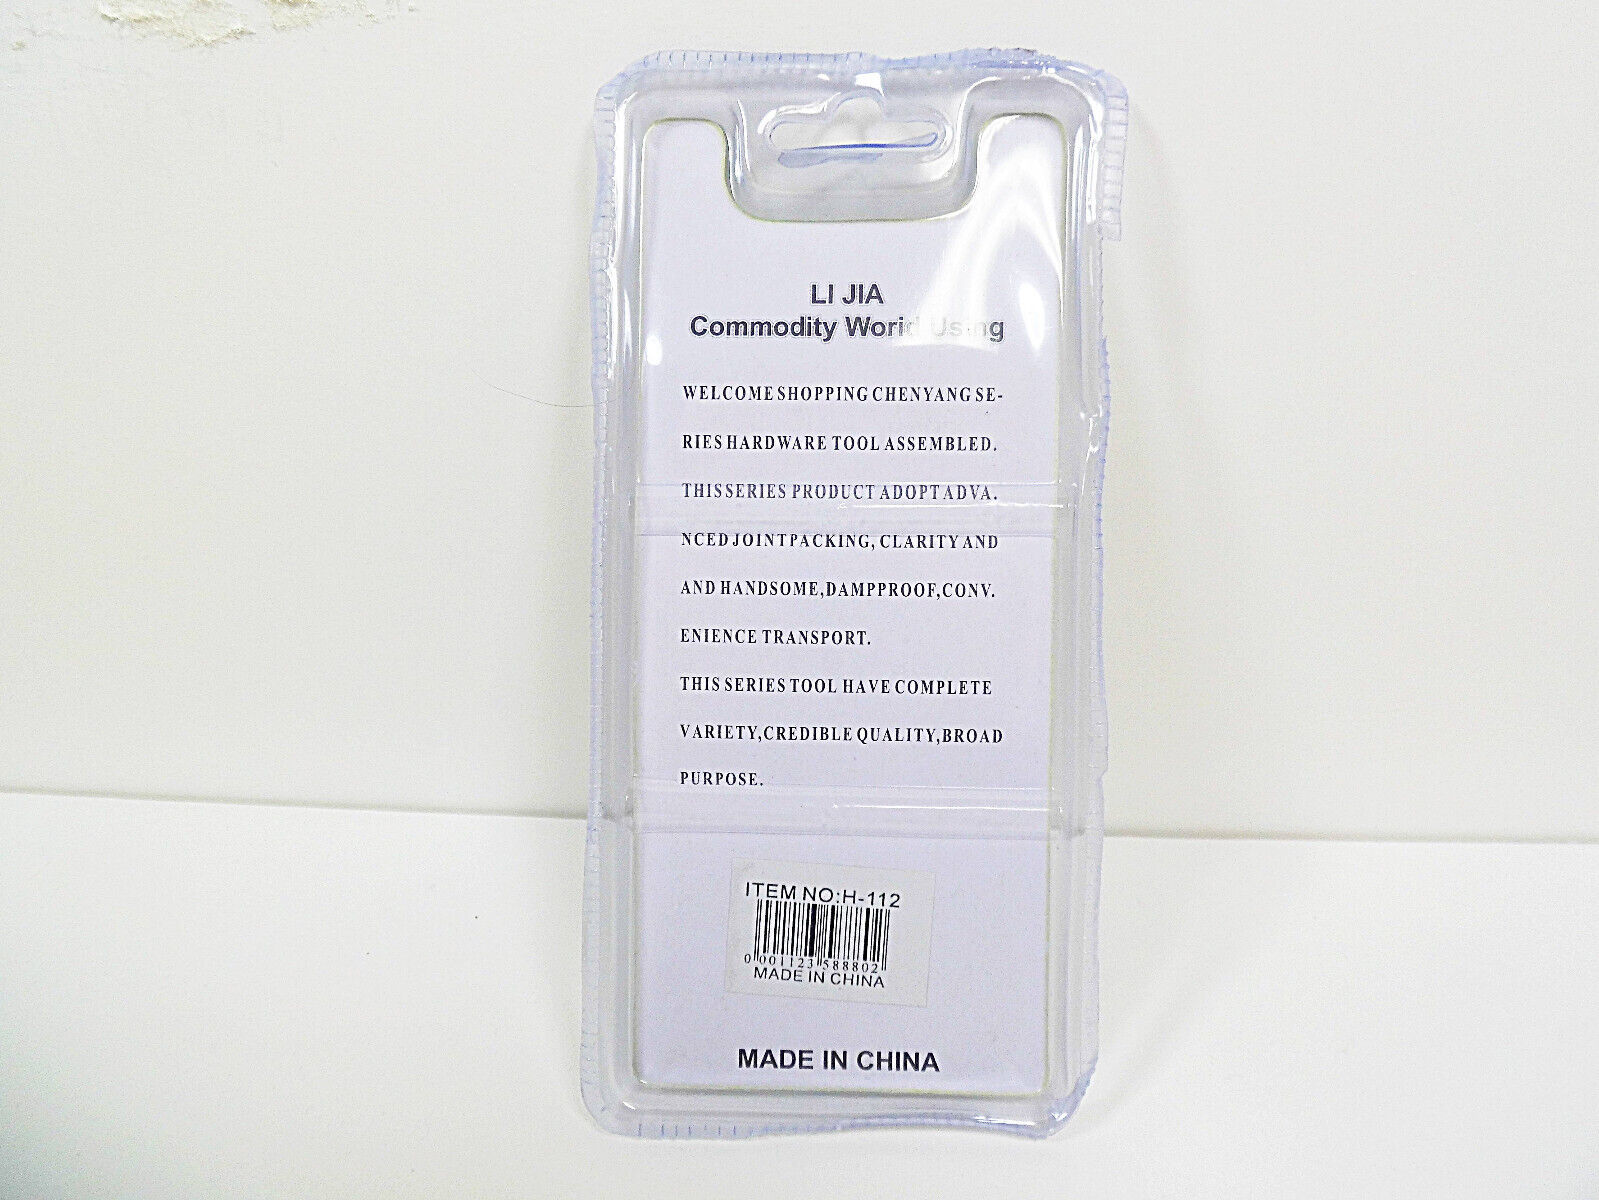 LI JIA
Commodity World Using
WELCOME SHOPPING CHENYANG SE-
RIES HARDWARE TOOL ASSEMBLED.
THIS SERIES PRODUCT ADOPT ADVA.
NCED JOINT PACKING, CLARITY AND
AND HANDSOME,DAMPPROOF,CONV.
ENIENCE TRANSPORT.
THIS SERIES TOOL HAVE COMPLETE
VARIETY,CREDIBLE QUALITY,BROAD
PURPOSE.
ITEM NO:H-112
0 001123 588802
MADE IN CHINA
MADE IN CHINA